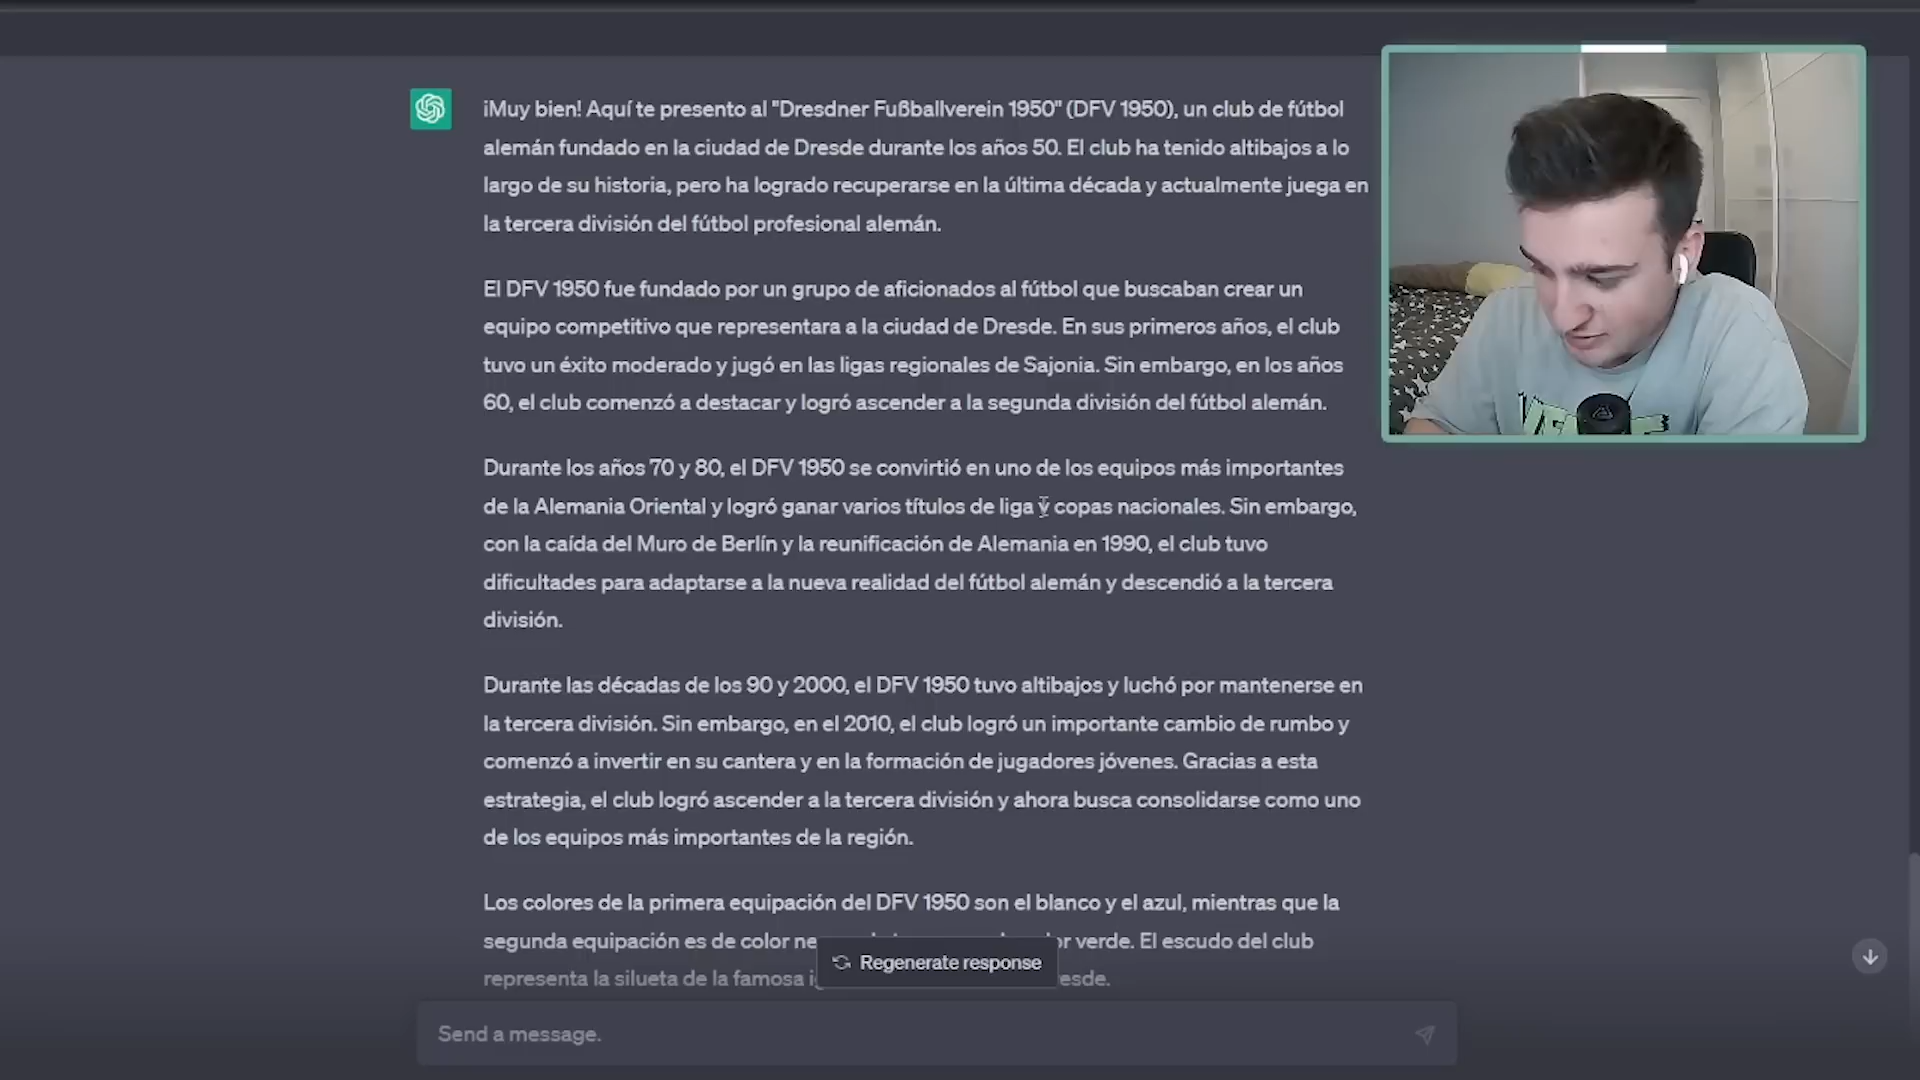 ¡Muy bien! Aquí te presento al "Dresdner Fußballverein 1950" (DFV 1950), un club de fútbol
alemán fundado en la ciudad de Dresde durante los años 50. El club ha tenido altibajos a lo
largo de su historia, pero ha logrado recuperarse en la última década y actualmente juega en
la tercera división del fútbol profesional alemán.
El DFV 1950 fue fundado por un grupo de aficionados al fútbol que buscaban crear un
equipo competitivo que representara a la ciudad de Dresde. En sus primeros años, el club
tuvo un éxito moderado y jugó en las ligas regionales de Sajonia. Sin embargo, en los años
60, el club comenzó a destacar y logró ascender a la segunda división del fútbol alemán.
Durante los años 70 y 80, el DFV 1950 se convirtió en uno de los equipos más importantes
de la Alemania Oriental y logró ganar varios títulos de liga y copas nacionales. Sin embargo,
con la caída del Muro de Berlín y la reunificación de Alemania en 1990, el club tuvo
dificultades para adaptarse a la nueva realidad del fútbol alemán y descendió a la tercera
división.
Durante las décadas de los 90 y 2000, el DFV 1950 tuvo altibajos y luchó por mantenerse en
la tercera división. Sin embargo, en el 2010, el club logró un importante cambio de rumbo y
comenzó a invertir en su cantera y en la formación de jugadores jóvenes. Gracias a esta
estrategia, el club logró ascender a la tercera división y ahora busca consolidarse como uno
de los equipos más importantes de la región.
Los colores de la primera equipación del DFV 1950 son el blanco y el azul, mientras que la
segunda equipación es de color verde. El escudo del club
representa la silueta de la famosa
Regenerate response
Send a message.